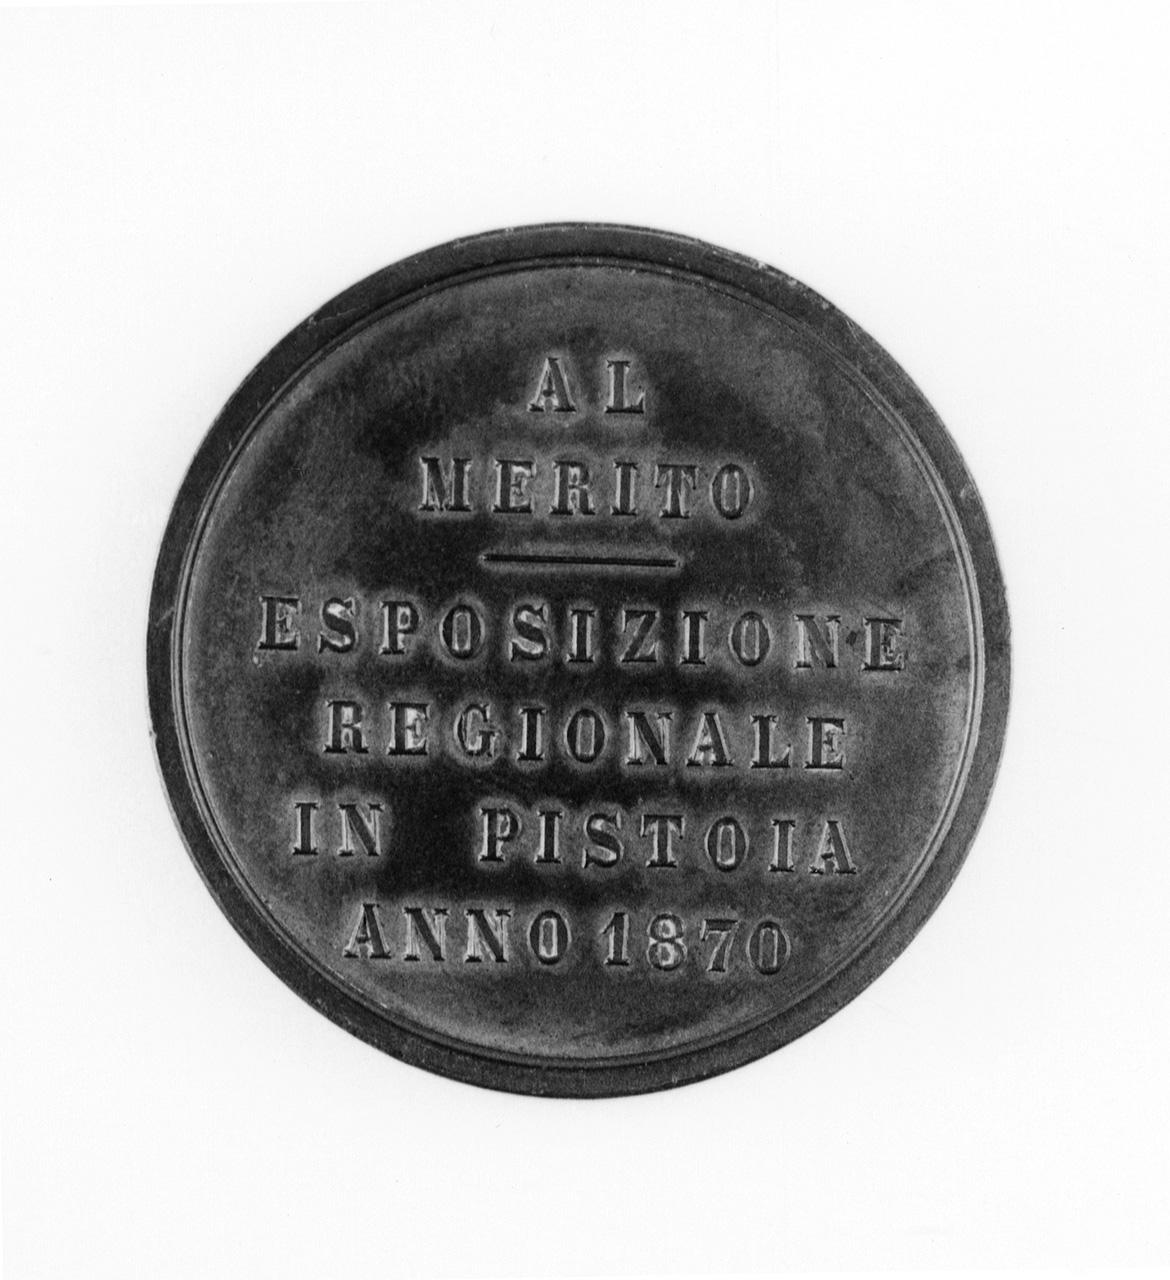 AL
MERITO
ESPOSIZIONE
REGIONALE
IN PISTOIA
ANNO 1870